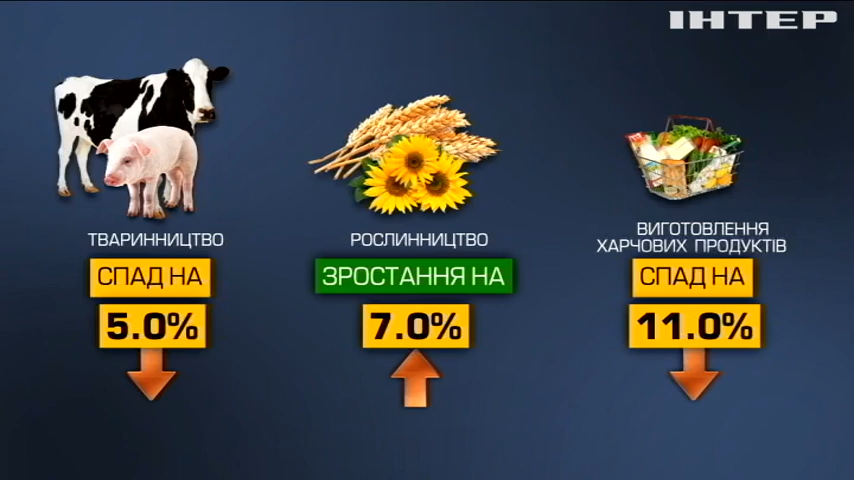 ІНТЕР
ТВАРИННИЦТВО
СПАД НА
5.0%
РОСЛИННИЦТВО
ЗРОСТАННЯ НА
7.0%
ВИГОТОВЛЕННЯ
ХАРЧОВИХ ПРОДУКТІВ
СПАД НА
11.0%